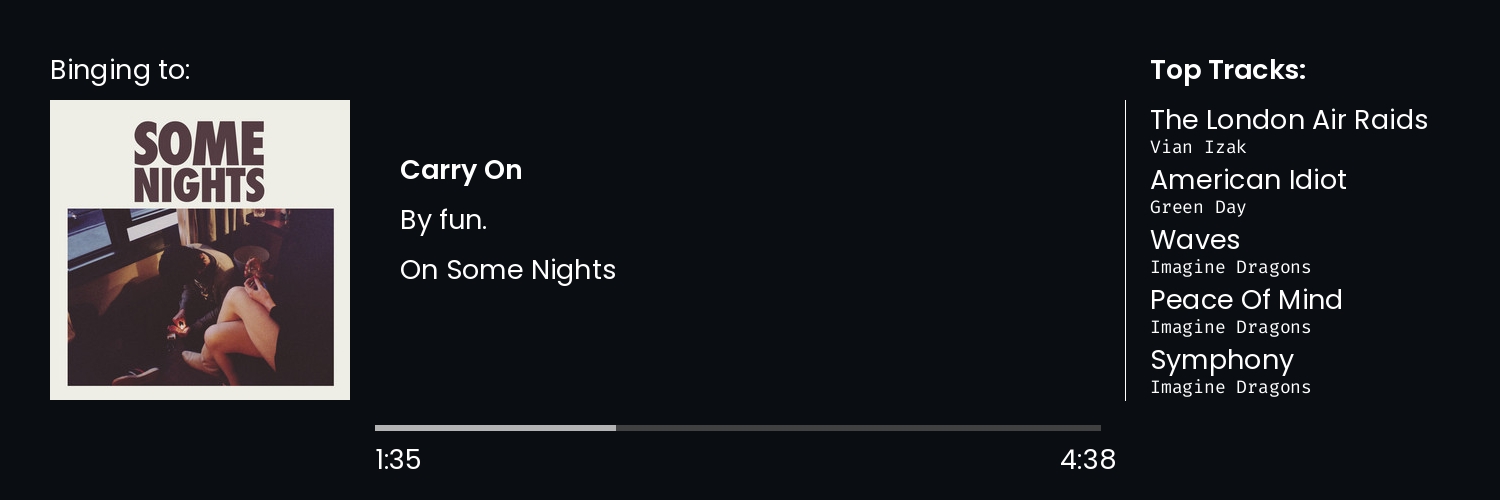 Binging to:
SOME
NIGHTS
Carry On
By fun.
On Some Nights
1:35
4:38
Top Tracks:
The London Air Raids
Vian Izak
American Idiot
Green Day
Waves
Imagine Dragons
Peace Of Mind
Imagine Dragons
Symphony
Imagine Dragons